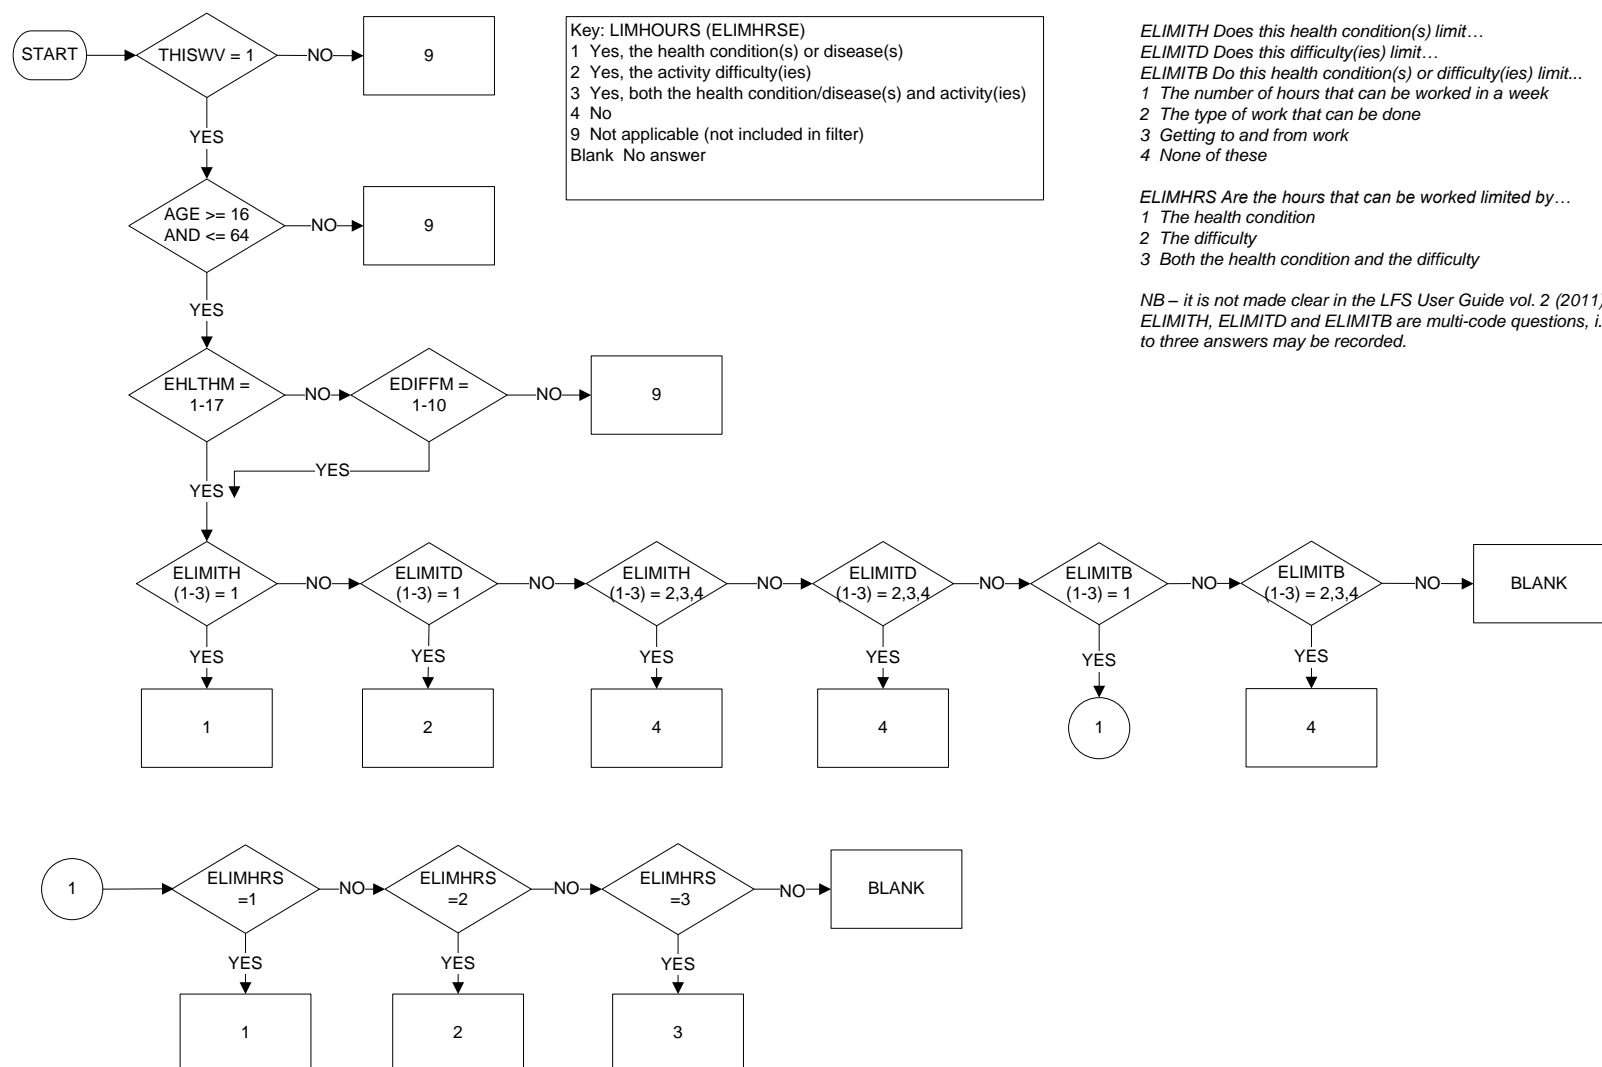 START
THISWV = 1
NO
9
YES
AGE >= 16
AND <= 64
NO
9
YES
EHLTHM =
1-17
NO
EDIFFM =
1-10
NO
9
YES
YES
Key: LIMHOURS (ELIMHRSE)
1 Yes, the health condition(s) or disease(s)
2 Yes, the activity difficulty(ies)
3 Yes, both the health condition/disease(s) and activity(ies)
4 No
9 Not applicable (not included in filter)
Blank No answer
ELIMITH Does this health condition(s) limit…
ELIMITD Does this difficulty(ies) limit…
ELIMITB Do this health condition(s) or difficulty(ies) limit...
1 The number of hours that can be worked in a week
2 The type of work that can be done
3 Getting to and from work
4 None of these
ELIMHRS Are the hours that can be worked limited by…
1 The health condition
2 The difficulty
3 Both the health condition and the difficulty
NB – it is not made clear in the LFS User Guide vol. 2 (2011)
ELIMITH, ELIMITD and ELIMITB are multi-code questions, i.
to three answers may be recorded.
ELIMITH
(1-3) = 1
NO
ELIMITD
(1-3) = 1
NO
ELIMITH
(1-3) = 2,3,4
NO
ELIMITD
(1-3) = 2,3,4
NO
ELIMITB
(1-3) = 1
NO
ELIMITB
(1-3) = 2,3,4
NO
BLANK
YES
YES
YES
YES
YES
YES
1
2
4
4
1
4
1
ELIMHRS
=1
NO
ELIMHRS
=2
NO
ELIMHRS
=3
NO
BLANK
YES
YES
YES
1
2
3